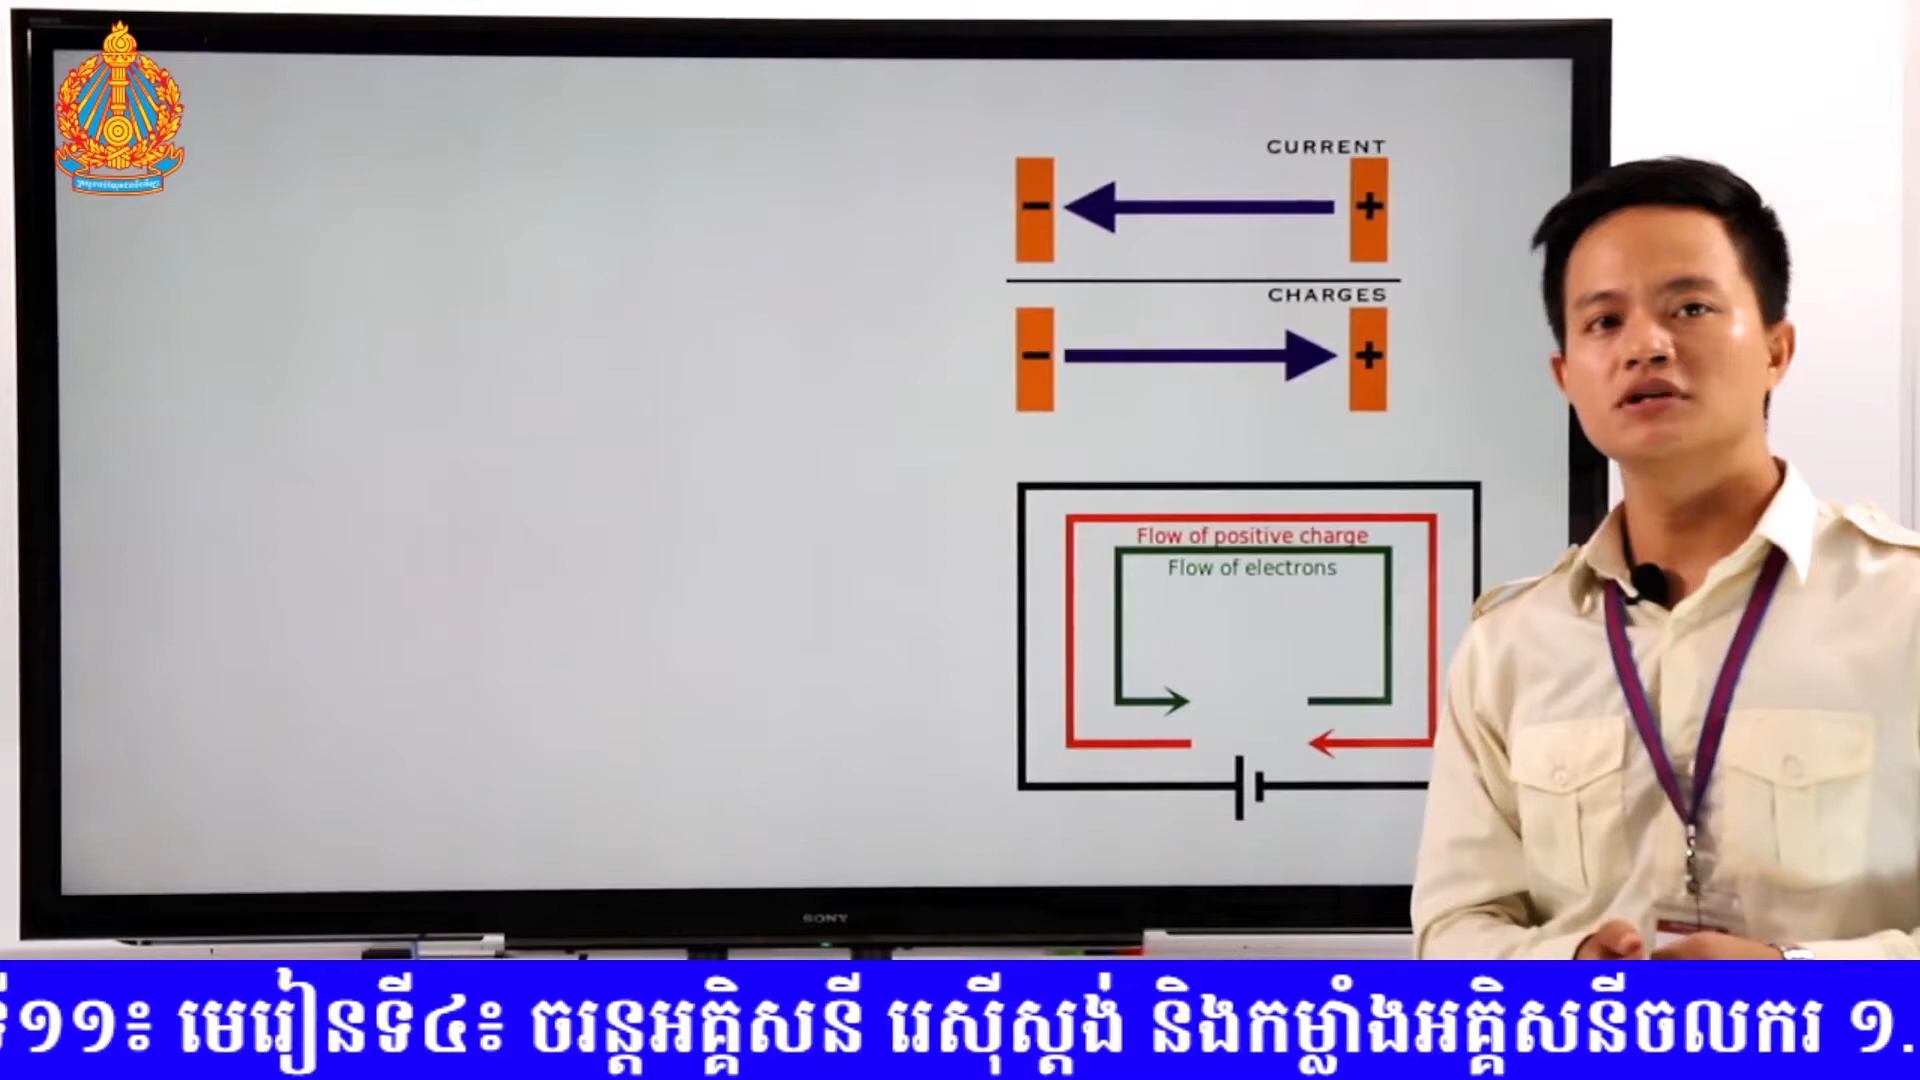 CURRENT
− +
CHARGES
− +
Flow of positive charge
Flow of electrons
SONY
១១៖ មេរៀនទី៤៖ ចរន្តអគ្គិសនី រេស៊ីស្តង់ និងកម្លាំងអគ្គិសនីចលករ ១.